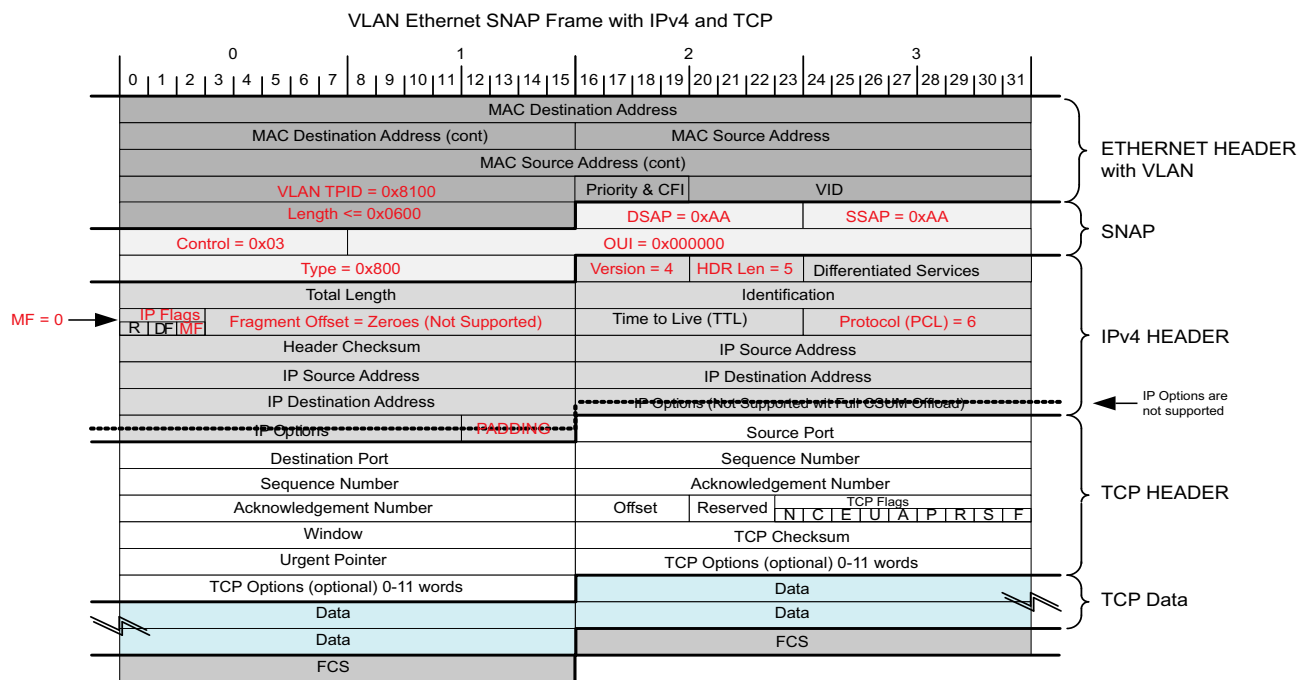 VLAN Ethernet SNAP Frame with IPv4 and TCP
0 1 2 3
0 1 2 3 4 5 6 7 8 9 10 11 12 13 14 15 16 17 18 19 20 21 22 23 24 25 26 27 28 29 30 31
MAC Destination Address
MAC Destination Address (cont) MAC Source Address
MAC Source Address (cont)
ETHERNET HEADER
with VLAN
VLAN TPID = 0x8100 Priority & CFI VID
Length <= 0x0600 DSAP = 0xAA SSAP = 0xAA
SNAP
Control = 0x03 OUI = 0x000000
Type = 0x800 Version = 4 HDR Len = 5 Differentiated Services
Total Length Identification
MF = 0 IP Flags Fragment Offset = Zeroes (Not Supported) Time to Live (TTL) Protocol (PCL) = 6
R DF MF
IPv4 HEADER
Header Checksum IP Source Address
IP Source Address IP Destination Address
IP Destination Address IP Options (Not Supported wit Full CSUM Offload)
IP Options are
not supported
IP Options PADDING Source Port
Destination Port Sequence Number
Sequence Number Acknowledgement Number
TCP HEADER
Acknowledgement Number Offset Reserved TCP Flags
N C E U A P R S F
Window TCP Checksum
Urgent Pointer TCP Options (optional) 0-11 words
TCP Options (optional) 0-11 words Data
TCP Data
Data Data
Data FCS
FCS